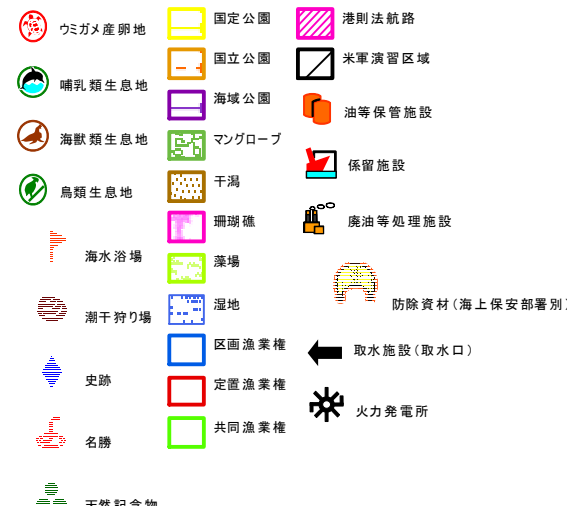 ウミガメ産卵地
哺乳類生息地
海獣類生息地
鳥類生息地
海水浴場
潮干狩り場
史跡
名勝
天然記念物
国定公園
国立公園
海域公園
マングローブ
干潟
珊瑚礁
藻場
湿地
区画漁業権
定置漁業権
共同漁業権
港則法航路
米軍演習区域
油等保管施設
係留施設
廃油等処理施設
防除資材(海上保安部署別)
取水施設(取水口)
火力発電所